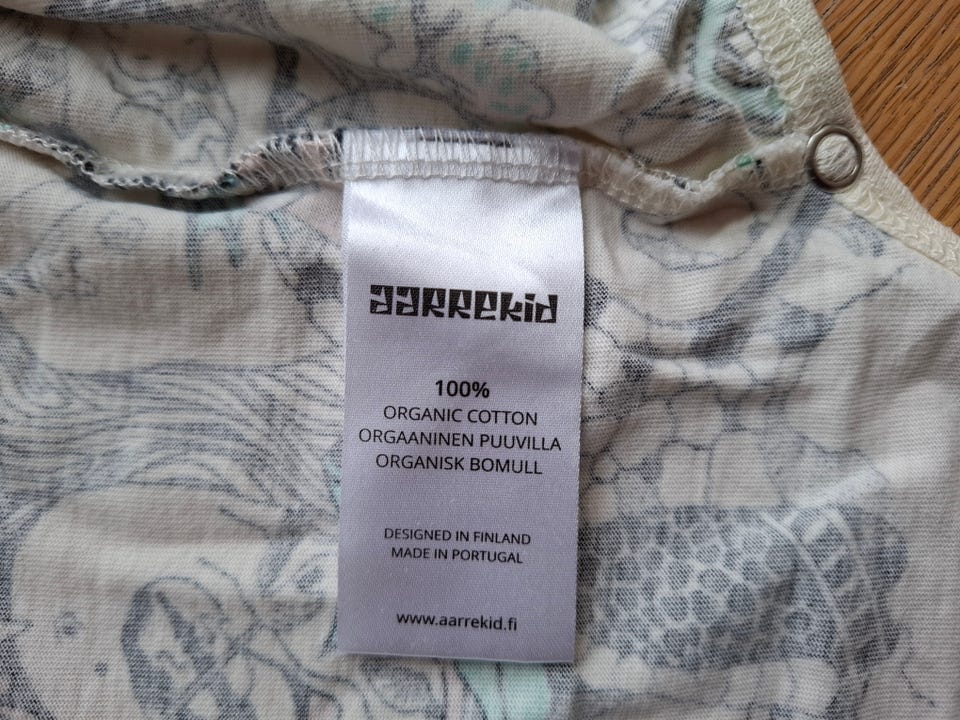 aarrekid
100%
ORGANIC COTTON
ORGAANINEN PUUVILLA
ORGANISK BOMULL
DESIGNED IN FINLAND
MADE IN PORTUGAL
www.aarrekid.fi